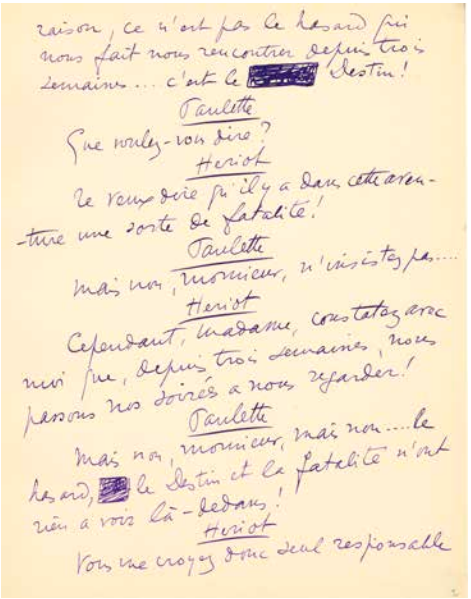 raison, ce n'est pas le hasard qui
nous fait nous rencontrer depuis trois
semaines.... c'est le Destin!
Paulette
Que voulez-vous dire?
Heriot
Je veux dire qu'il y a dans cette aven-
-ture une sorte de fatalité!
Paulette
Mais non, monsieur, n'insistez pas....
Heriot
Cependant, madame, constatez avec
moi que, depuis trois semaines, nous
passons nos soirées a nous regarder!
Paulette
Mais non, monsieur, mais non....le
hasard, le Destin et la fatalité n'ont
rien a voir là-dedans!
Heriot
Vous me croyez donc seul responsable